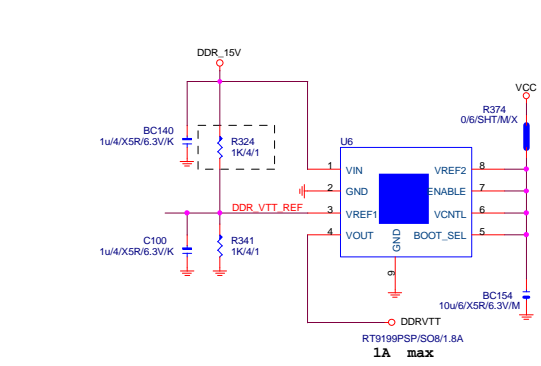 DDR_15V
VCC
R374
0/6/SHT/M/X
BC140
1u/4/X5R/6.3V/K
R324
1K/4/1
U6
1 VIN VREF2 8
2 GND ENABLE 7
DDR_VTT_REF 3 VREF1 VCNTL 6
4 VOUT BOOT_SEL 5
GND
9
C100
1u/4/X5R/6.3V/K
R341
1K/4/1
BC154
10u/6/X5R/6.3V/M
DDRVTT
RT9199PSP/SO8/1.8A
1A max